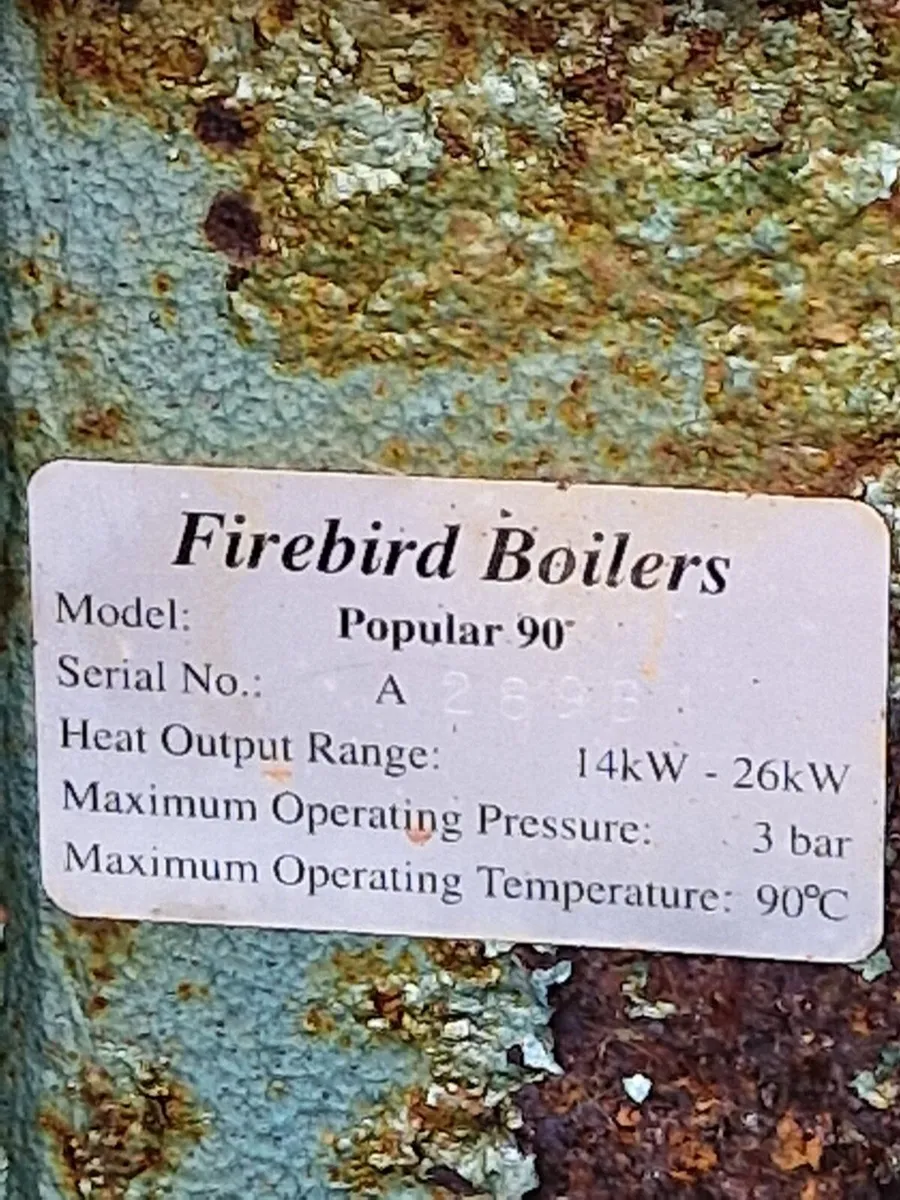 Firebird Boilers
Model: Popular 90
Serial No.: A
Heat Output Range: 14kW - 26kW
Maximum Operating Pressure: 3 bar
Maximum Operating Temperature: 90°C